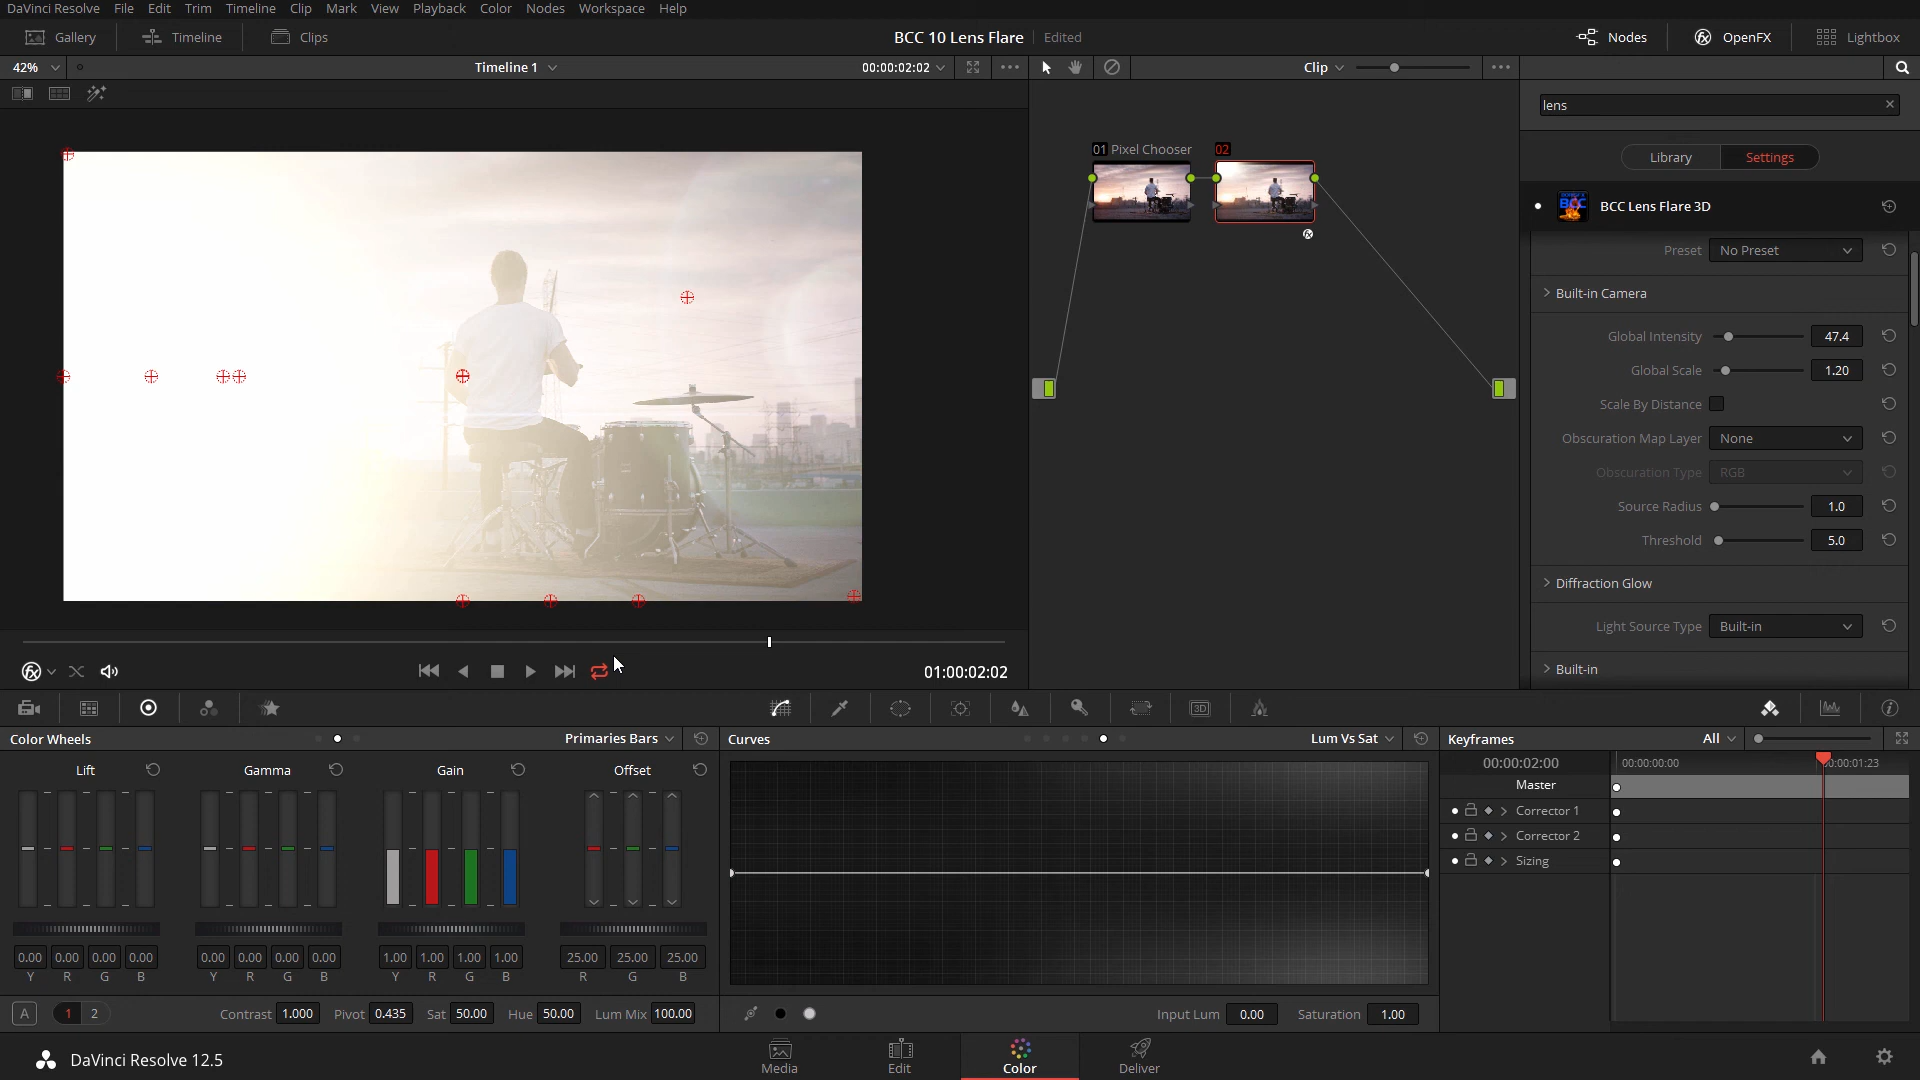 DaVinci Resolve File Edit Trim Timeline Clip Mark View Playback Color Nodes Workspace Help
Gallery Timeline Clips BCC 10 Lens Flare Edited Nodes OpenFX Lightbox
42% Timeline 1 00:00:02:02 Clip
lens
Library Settings
BCC Lens Flare 3D
01 Pixel Chooser 02
Preset No Preset
Built-in Camera
Global Intensity 47.4
Global Scale 1.20
Scale By Distance
Obscuration Map Layer None
Obscuration Type RGB
Source Radius 1.0
Threshold 5.0
Diffraction Glow
Light Source Type Built-in
Built-in
01:00:02:02
3D
Color Wheels Primaries Bars Curves Lum Vs Sat Keyframes All
Lift Gamma Gain Offset
00:00:02:00 00:00:00:00 00:00:01:23
Master
Corrector 1
Corrector 2
Sizing
0.00 0.00 0.00 0.00 0.00 0.00 0.00 0.00 1.00 1.00 1.00 1.00 25.00 25.00 25.00
Y R G B Y R G B Y R G B R G B
A 1 2 Contrast 1.000 Pivot 0.435 Sat 50.00 Hue 50.00 Lum Mix 100.00 Input Lum 0.00 Saturation 1.00
DaVinci Resolve 12.5 Media Edit Color Deliver